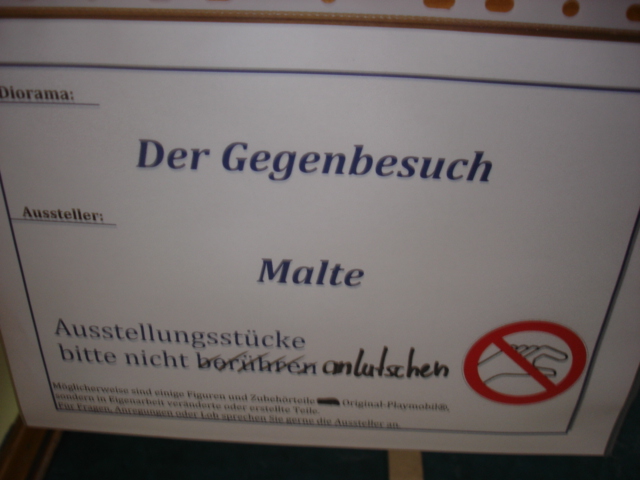 Diorama:
Der Gegenbesuch
Aussteller:
Malte
Ausstellungsstücke
bitte nicht berühren anlutschen
Möglicherweise sind einige Figuren und Zubehörteile Original-Playmobil®,
sondern in Eigenarbeit veränderte oder erstellte Teile.
Für Fragen, Anregungen oder Lob sprechen Sie gerne die Aussteller an.